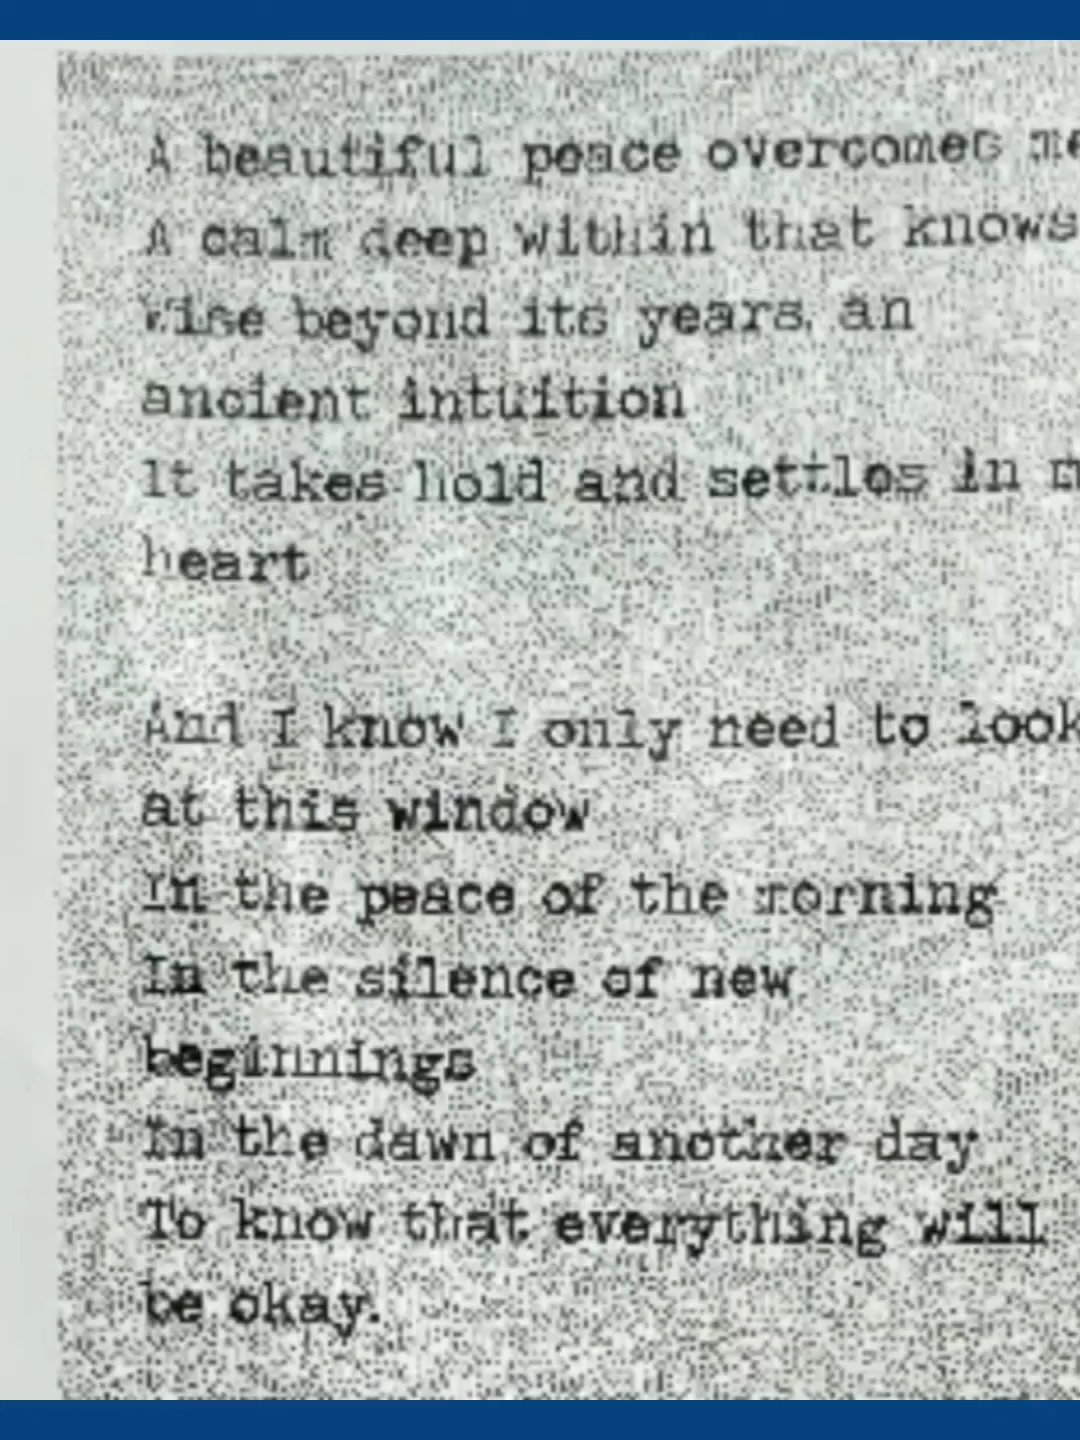 A beautiful peace overcomes me
A calm deep within that knows
Wise beyond its years, an
ancient intuition
It takes hold and settles in
heart

And I know I only need to look
at this window
In the peace of the morning
In the silence of new
beginnings
In the dawn of another day
To know that everything will
be okay.